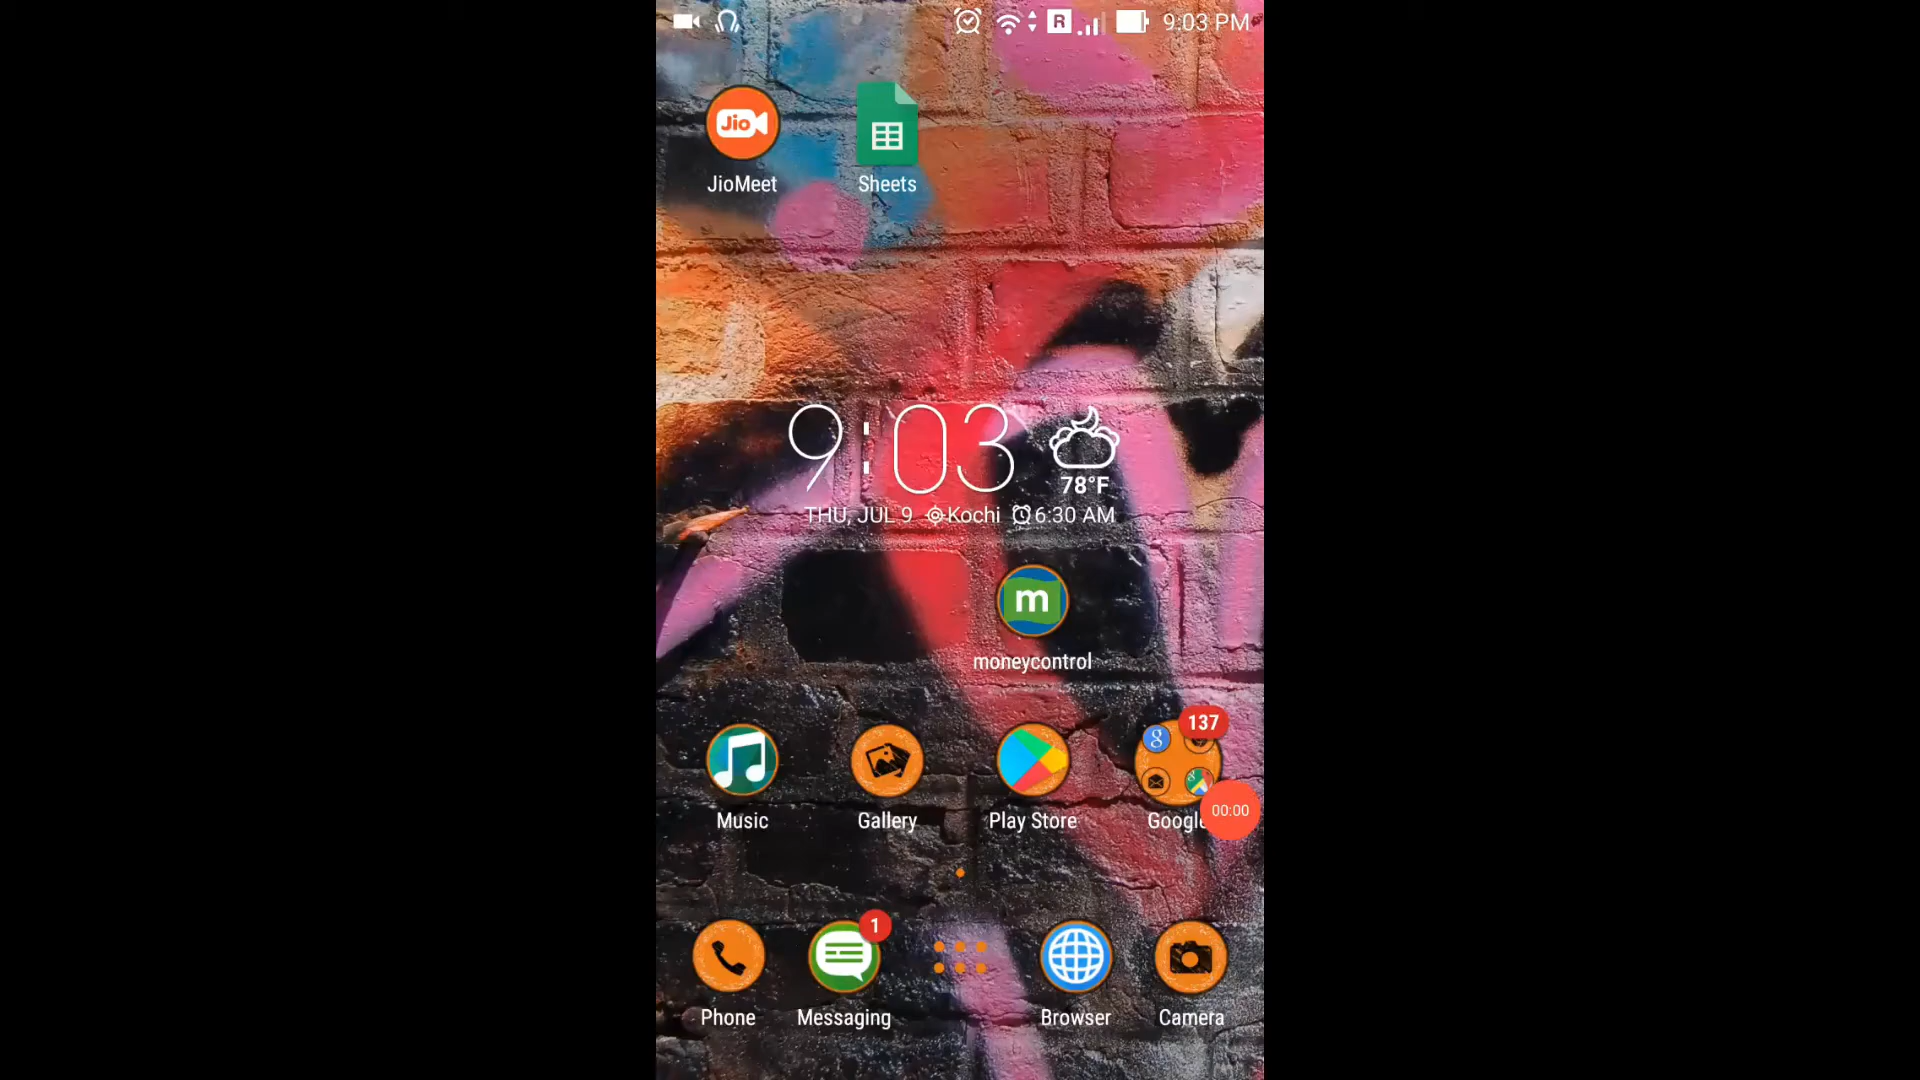 R 9:03 PM
Jio
JioMeet Sheets
9:03
78°F
THU, JUL 9 Kochi 6:30 AM
m
moneycontrol
137
g
00:00
Music Gallery Play Store Google
1
Phone Messaging Browser Camera